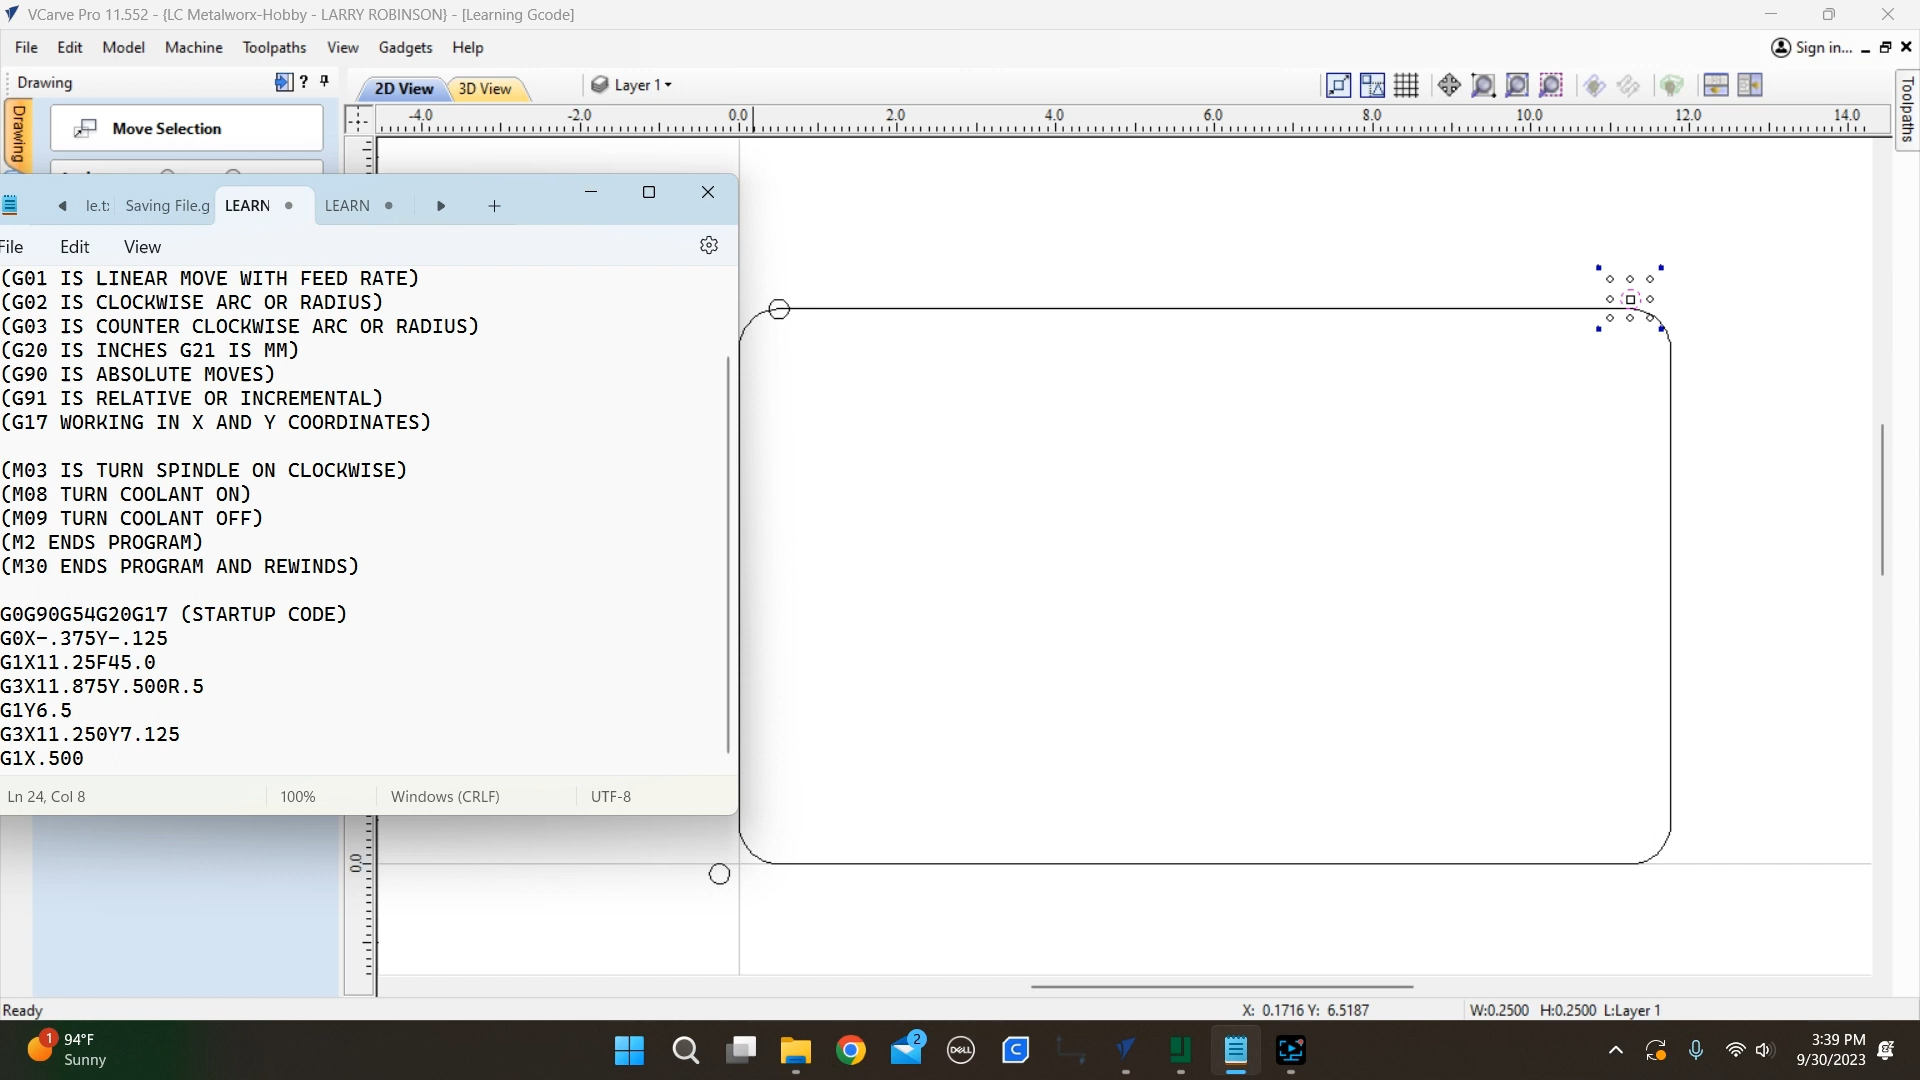 VCarve Pro 11.552 - {LC Metalworx-Hobby - LARRY ROBINSON} - [Learning Gcode]
File Edit Model Machine Toolpaths View Gadgets Help
Sign in...
Drawing
2D View 3D View
Layer 1
Drawing
Move Selection
-4.0 -2.0 0.0 2.0 4.0 6.0 8.0 10.0 12.0 14.0
Toolpaths
le.t: Saving File.g LEARN LEARN
File Edit View
(G01 IS LINEAR MOVE WITH FEED RATE)
(G02 IS CLOCKWISE ARC OR RADIUS)
(G03 IS COUNTER CLOCKWISE ARC OR RADIUS)
(G20 IS INCHES G21 IS MM)
(G90 IS ABSOLUTE MOVES)
(G91 IS RELATIVE OR INCREMENTAL)
(G17 WORKING IN X AND Y COORDINATES)
(M03 IS TURN SPINDLE ON CLOCKWISE)
(M08 TURN COOLANT ON)
(M09 TURN COOLANT OFF)
(M2 ENDS PROGRAM)
(M30 ENDS PROGRAM AND REWINDS)
G0G90G54G20G17 (STARTUP CODE)
G0X-.375Y-.125
G1X11.25F45.0
G3X11.875Y.500R.5
G1Y6.5
G3X11.250Y7.125
G1X.500
Ln 24, Col 8 100% Windows (CRLF) UTF-8
0.0
Ready
X: 0.1716 Y: 6.5187
W:0.2500 H:0.2500 L:Layer 1
1
94°F
Sunny
2
DELL
3:39 PM
9/30/2023